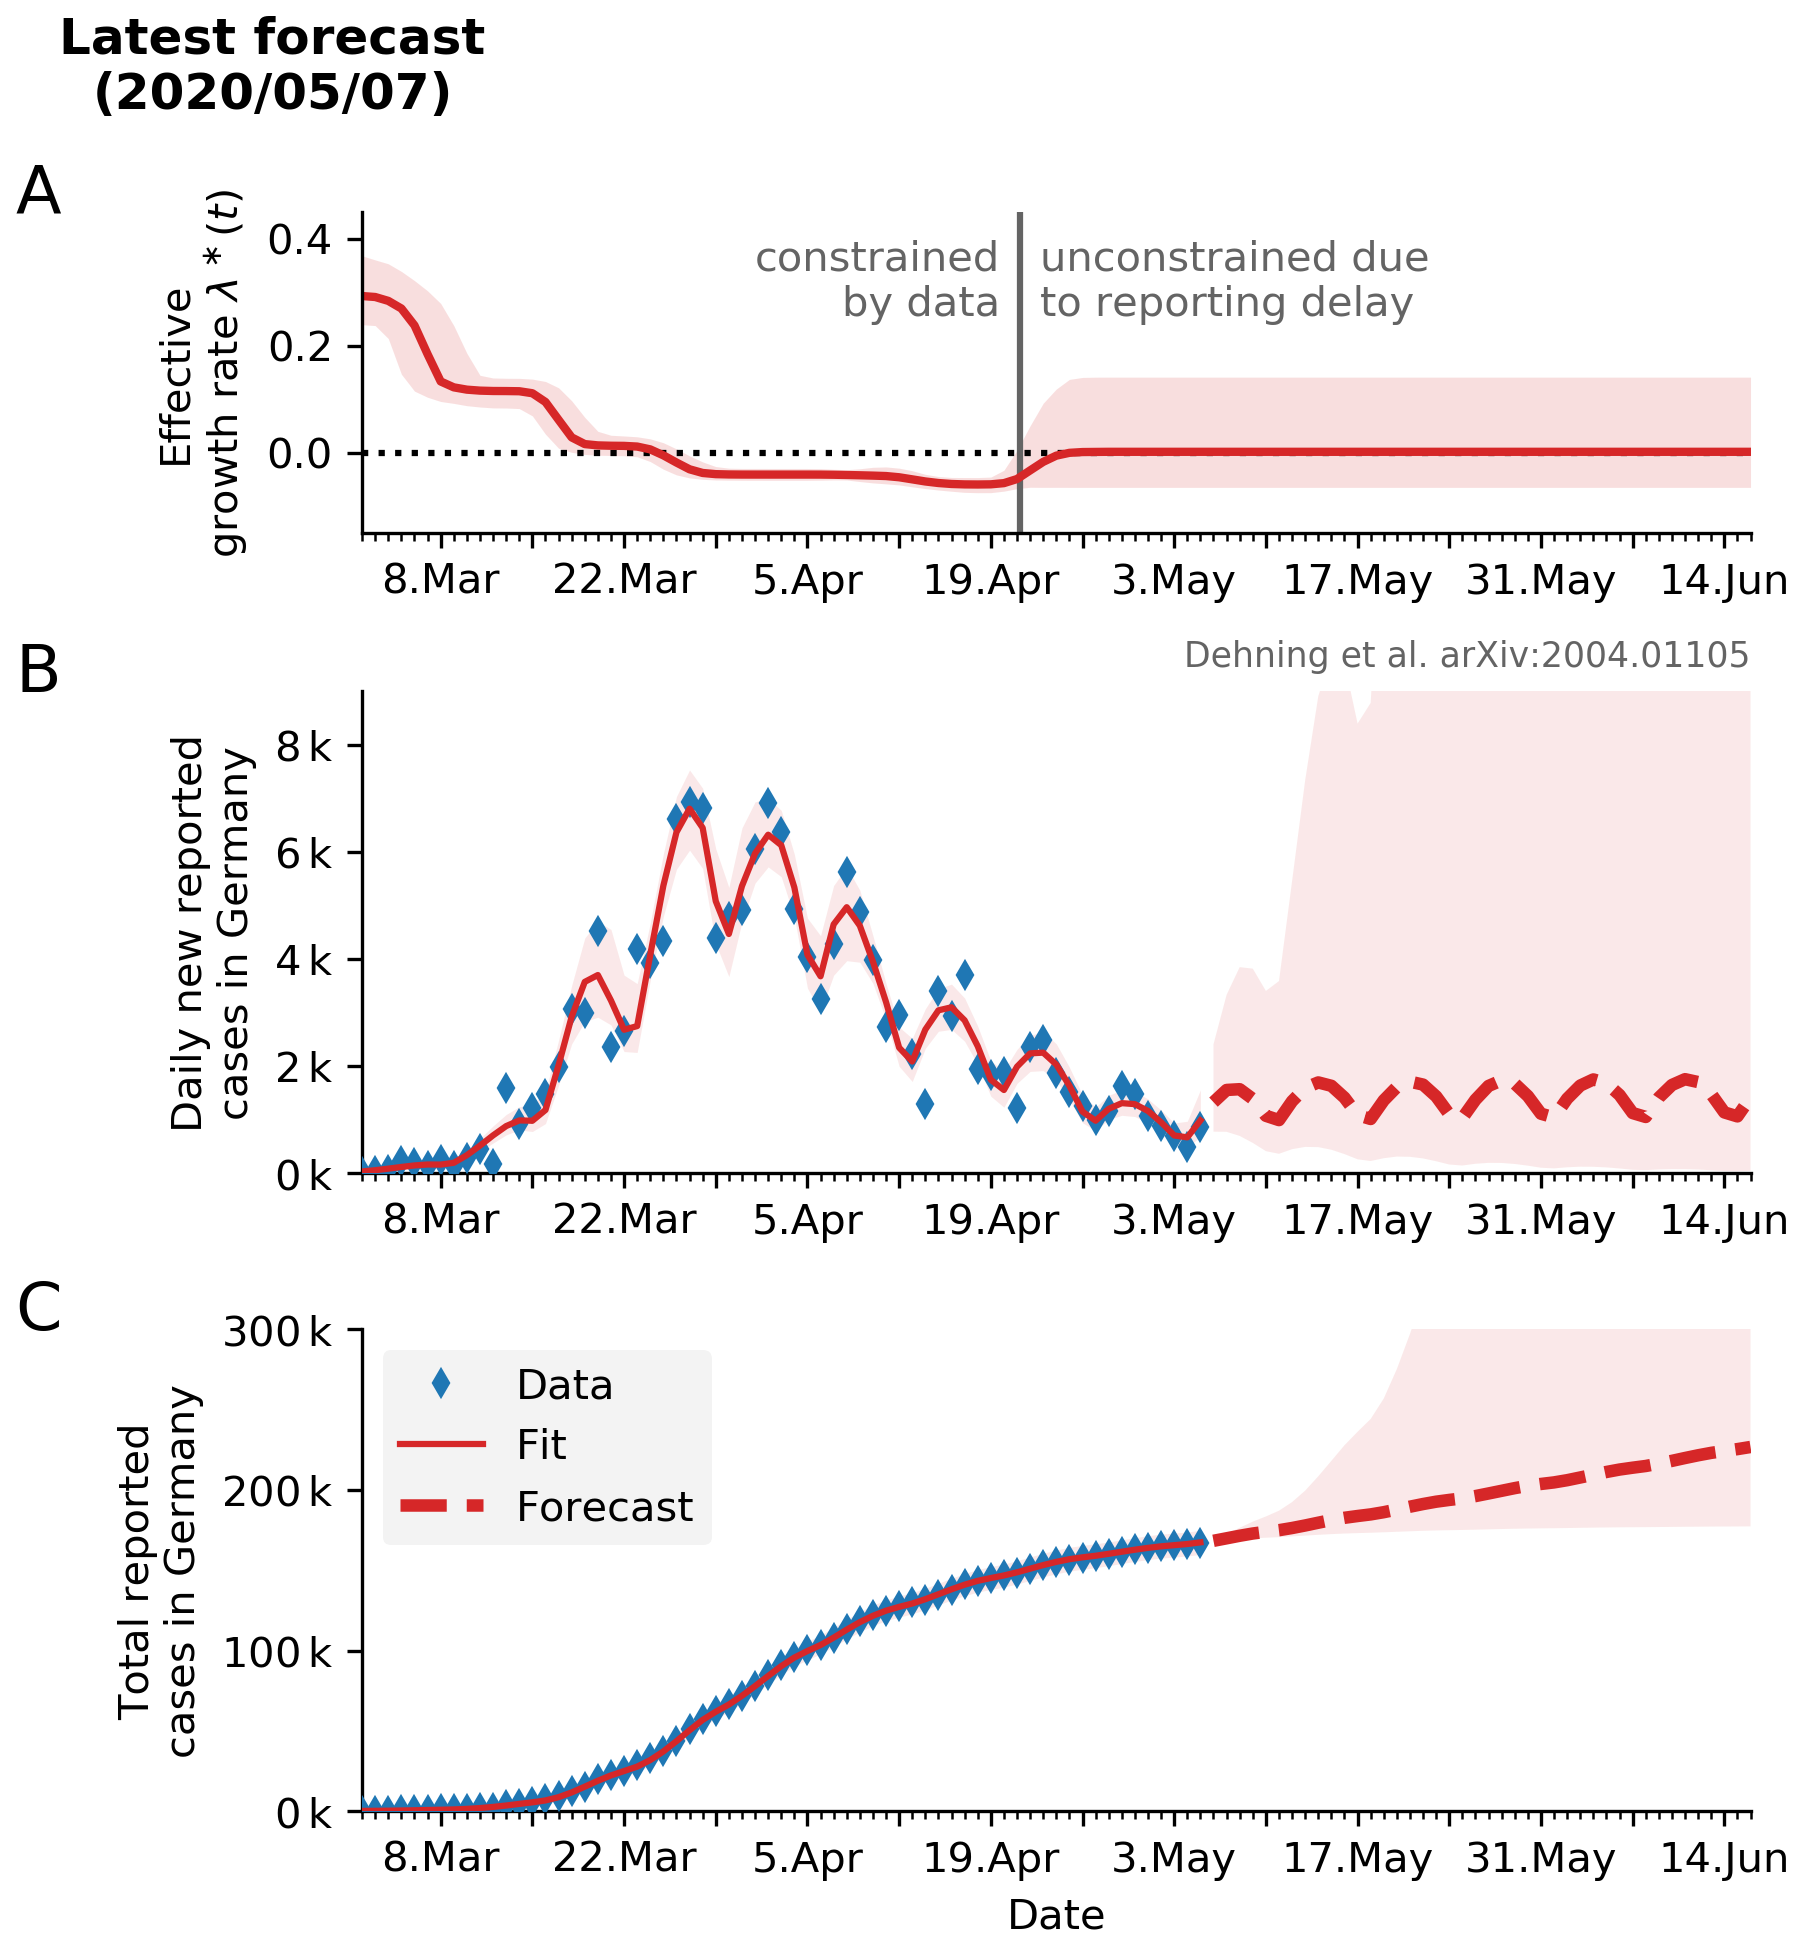 Latest forecast
(2020/05/07)
A
Effective
growth rate λ * (t)
0.4
0.2
0.0
constrained
by data
unconstrained due
to reporting delay
8.Mar 22.Mar 5.Apr 19.Apr 3.May 17.May 31.May 14.Jun
B
Dehning et al. arXiv:2004.01105
Daily new reported
cases in Germany
8 k
6 k
4 k
2 k
0 k
8.Mar 22.Mar 5.Apr 19.Apr 3.May 17.May 31.May 14.Jun
C
Total reported
cases in Germany
300 k
200 k
100 k
0 k
Data
Fit
Forecast
8.Mar 22.Mar 5.Apr 19.Apr 3.May 17.May 31.May 14.Jun
Date